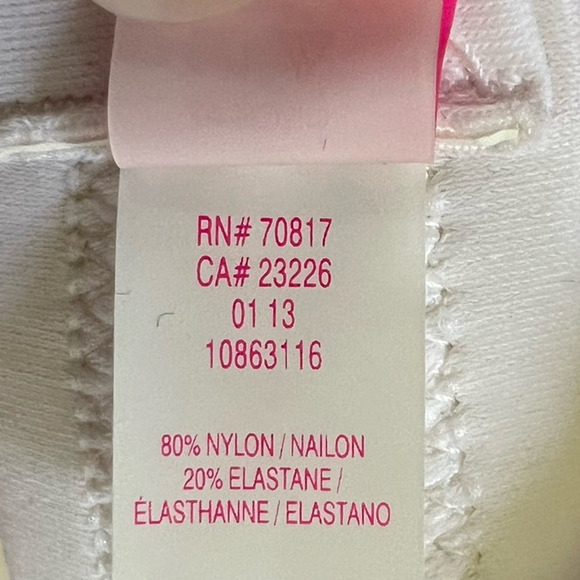 RN# 70817
CA# 23226
01 13
10863116
80% NYLON / NAILON
20% ELASTANE /
ÉLASTHANNE / ELASTANO